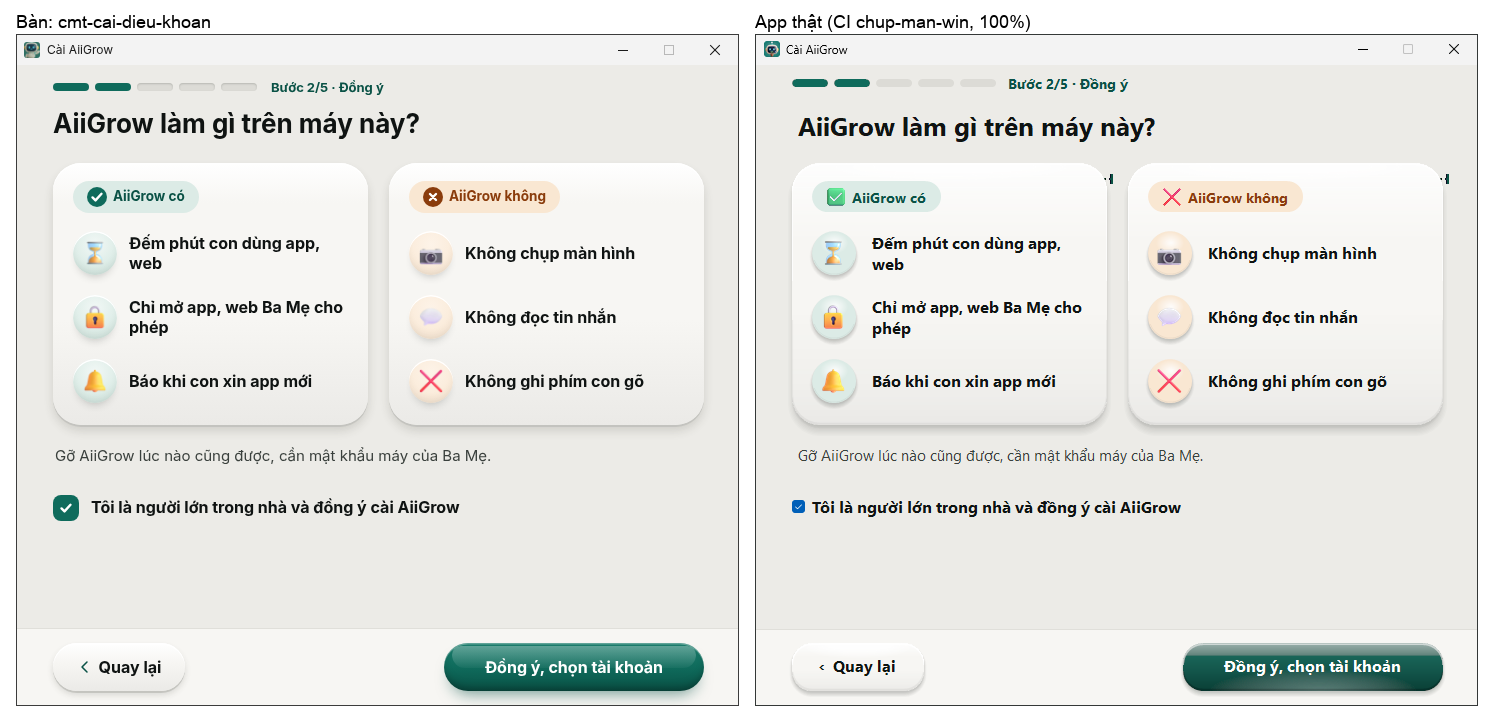 Bàn: cmt-cai-dieu-khoan
Cài AiiGrow
Bước 2/5 · Đồng ý
AiiGrow làm gì trên máy này?
AiiGrow có
Đếm phút con dùng app,
web
Chỉ mở app, web Ba Mẹ cho
phép
Báo khi con xin app mới
AiiGrow không
Không chụp màn hình
Không đọc tin nhắn
Không ghi phím con gõ
Gỡ AiiGrow lúc nào cũng được, cần mật khẩu máy của Ba Mẹ.
Tôi là người lớn trong nhà và đồng ý cài AiiGrow
Quay lại
Đồng ý, chọn tài khoản
App thật (CI chup-man-win, 100%)
Cài AiiGrow
Bước 2/5 · Đồng ý
AiiGrow làm gì trên máy này?
AiiGrow có
Đếm phút con dùng app,
web
Chỉ mở app, web Ba Mẹ cho
phép
Báo khi con xin app mới
AiiGrow không
Không chụp màn hình
Không đọc tin nhắn
Không ghi phím con gõ
Gỡ AiiGrow lúc nào cũng được, cần mật khẩu máy của Ba Mẹ.
Tôi là người lớn trong nhà và đồng ý cài AiiGrow
Quay lại
Đồng ý, chọn tài khoản